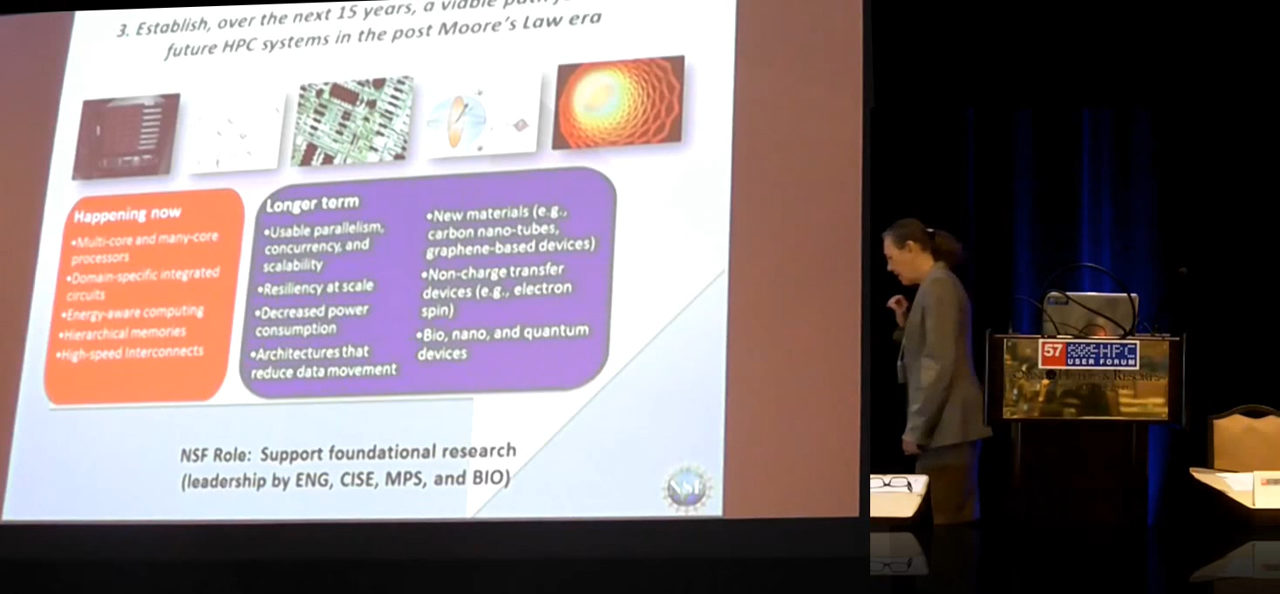 3. Establish, over the next 15 years, a viable
future HPC systems in the post Moore's Law era
Happening now
•Multi-core and many-core
processors
•Domain-specific integrated
circuits
•Energy-aware computing
•Hierarchical memories
•High-speed Interconnects
Longer term
•Usable parallelism,
concurrency, and
scalability
•Resiliency at scale
•Decreased power
consumption
•Architectures that
reduce data movement
•New materials (e.g.,
carbon nano-tubes,
graphene-based devices)
•Non-charge transfer
devices (e.g., electron
spin)
•Bio, nano, and quantum
devices
NSF Role: Support foundational research
(leadership by ENG, CISE, MPS, and BIO)
NSF
57 HPC
USER FORUM